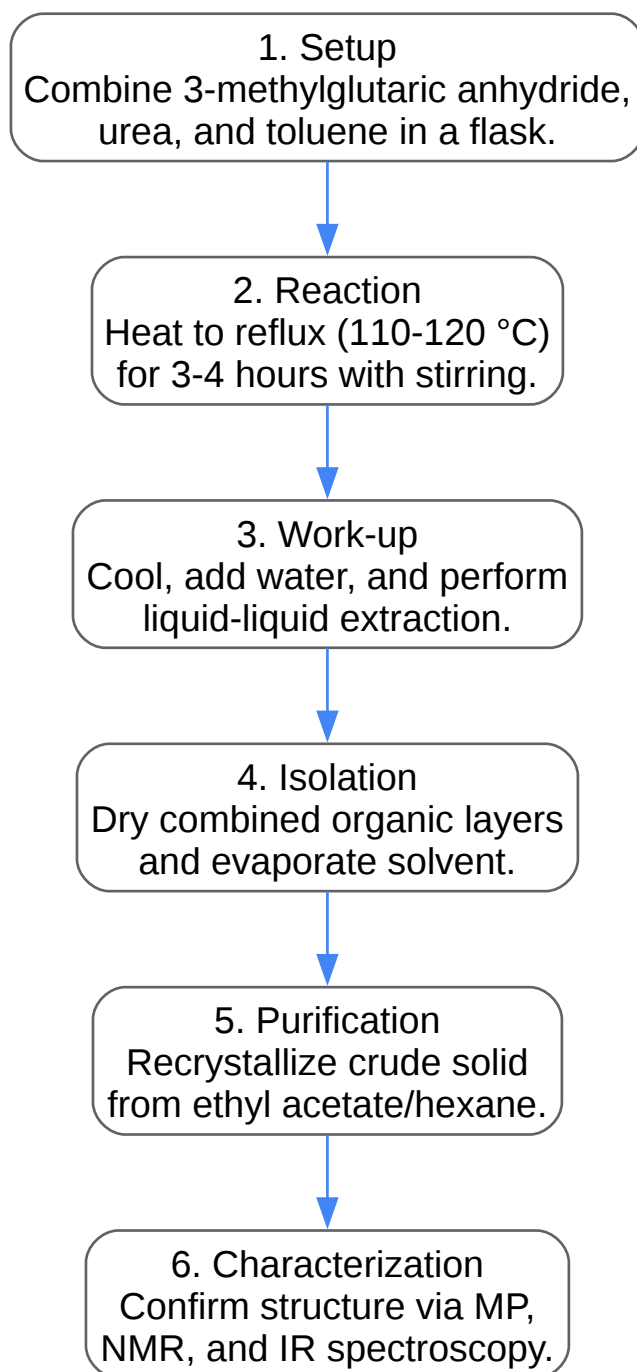 1. Setup
Combine 3-methylglutaric anhydride,
urea, and toluene in a flask.
2. Reaction
Heat to reflux (110-120 °C)
for 3-4 hours with stirring.
3. Work-up
Cool, add water, and perform
liquid-liquid extraction.
4. Isolation
Dry combined organic layers
and evaporate solvent.
5. Purification
Recrystallize crude solid
from ethyl acetate/hexane.
6. Characterization
Confirm structure via MP,
NMR, and IR spectroscopy.